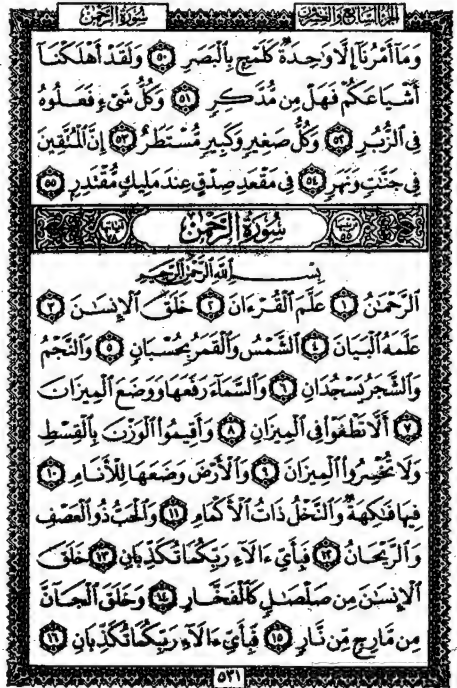 سورة الرحمن
الجزء السابع والعشرون
وَمَآ أَمْرُنَآ إِلَّا وَٰحِدَةٌ كَلَمْحٍۭ بِٱلْبَصَرِ ٥٠ وَلَقَدْ أَهْلَكْنَآ
أَشْيَاعَكُمْ فَهَلْ مِن مُّدَّكِرٍ ٥١ وَكُلُّ شَىْءٍ فَعَلُوهُ
فِى ٱلزُّبُرِ ٥٢ وَكُلُّ صَغِيرٍ وَكَبِيرٍ مُّسْتَطَرٌ ٥٣ إِنَّ ٱلْمُتَّقِينَ
فِى جَنَّٰتٍ وَنَهَرٍ ٥٤ فِى مَقْعَدِ صِدْقٍ عِندَ مَلِيكٍ مُّقْتَدِرٍۭ ٥٥
سُورَةُ الرَّحْمٰن
بِسْمِ ٱللَّهِ ٱلرَّحْمَٰنِ ٱلرَّحِيمِ
ٱلرَّحْمَٰنُ ١ عَلَّمَ ٱلْقُرْءَانَ ٢ خَلَقَ ٱلْإِنسَٰنَ ٣
عَلَّمَهُ ٱلْبَيَانَ ٤ ٱلشَّمْسُ وَٱلْقَمَرُ بِحُسْبَانٍ ٥ وَٱلنَّجْمُ
وَٱلشَّجَرُ يَسْجُدَانِ ٦ وَٱلسَّمَآءَ رَفَعَهَا وَوَضَعَ ٱلْمِيزَانَ
٧ أَلَّا تَطْغَوْا۟ فِى ٱلْمِيزَانِ ٨ وَأَقِيمُوا۟ ٱلْوَزْنَ بِٱلْقِسْطِ
وَلَا تُخْسِرُوا۟ ٱلْمِيزَانَ ٩ وَٱلْأَرْضَ وَضَعَهَا لِلْأَنَامِ ١٠
فِيهَا فَٰكِهَةٌ وَٱلنَّخْلُ ذَاتُ ٱلْأَكْمَامِ ١١ وَٱلْحَبُّ ذُو ٱلْعَصْفِ
وَٱلرَّيْحَانُ ١٢ فَبِأَىِّ ءَالَآءِ رَبِّكُمَا تُكَذِّبَانِ ١٣ خَلَقَ
ٱلْإِنسَٰنَ مِن صَلْصَٰلٍ كَٱلْفَخَّارِ ١٤ وَخَلَقَ ٱلْجَآنَّ
مِن مَّارِجٍ مِّن نَّارٍ ١٥ فَبِأَىِّ ءَالَآءِ رَبِّكُمَا تُكَذِّبَانِ ١٦
٥٣١